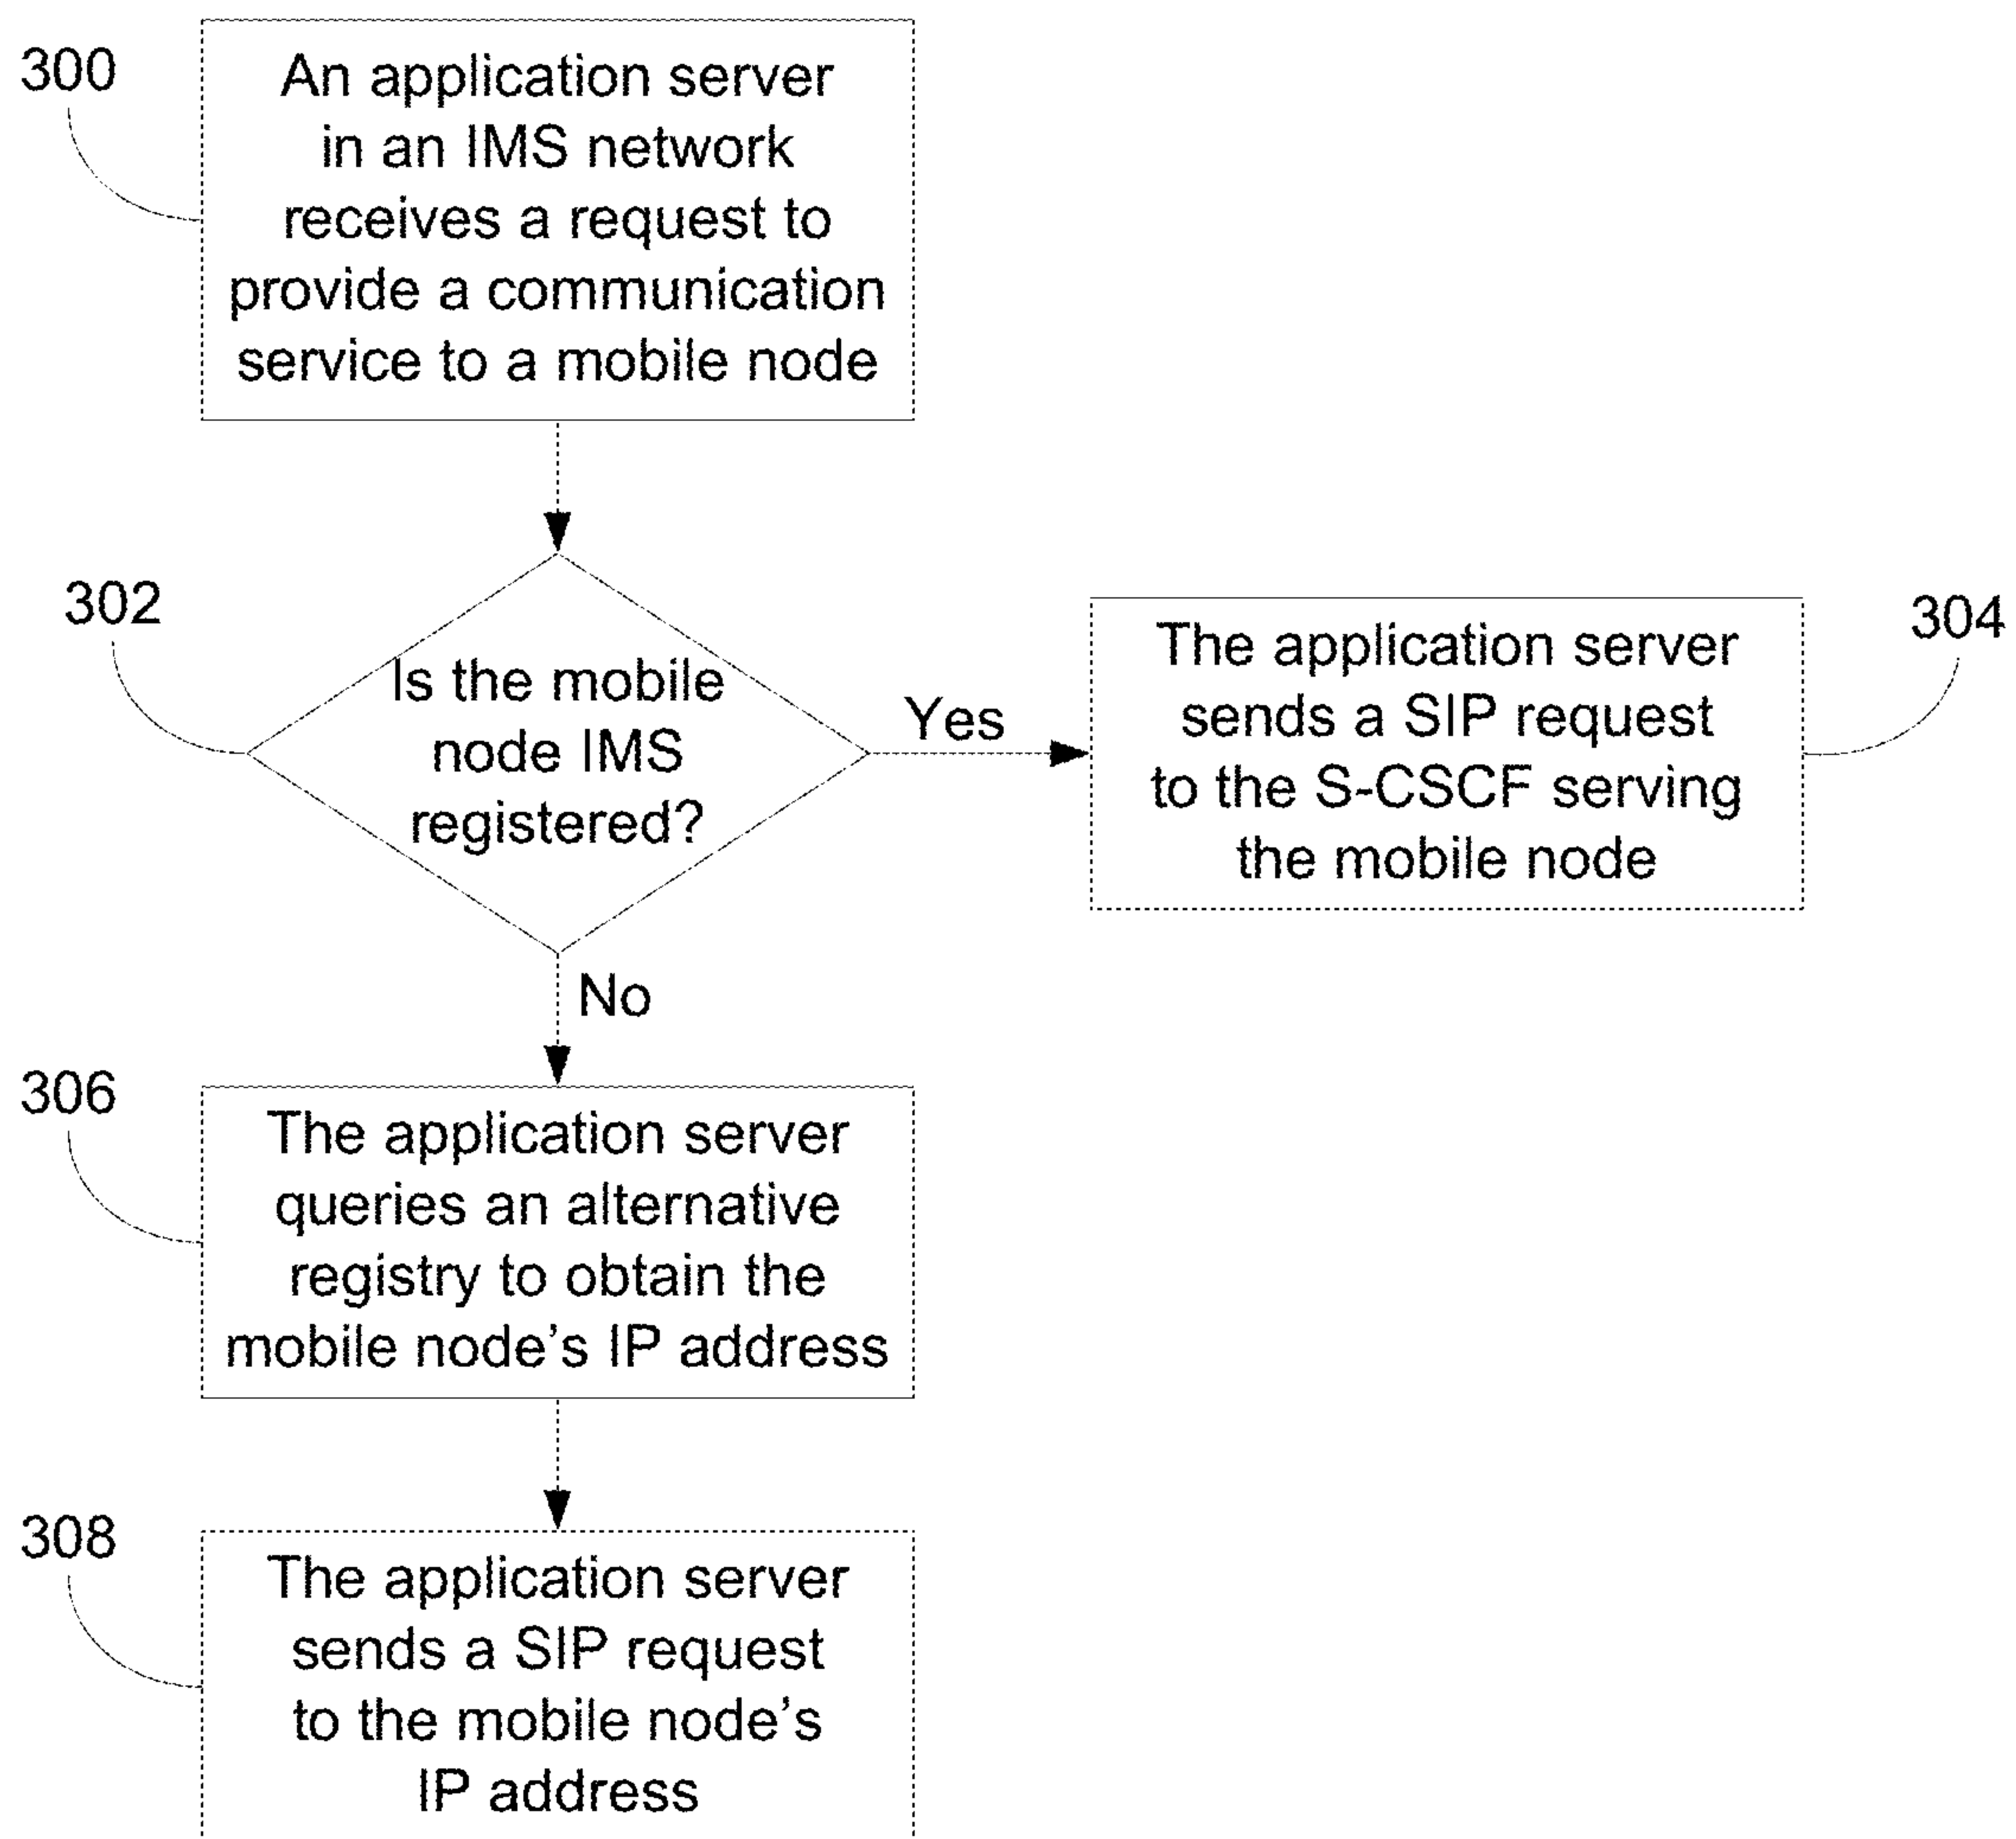 300
An application server
in an IMS network
receives a request to
provide a communication
service to a mobile node
302
Is the mobile
node IMS
registered?
Yes
304
The application server
sends a SIP request
to the S-CSCF serving
the mobile node
No
306
The application server
queries an alternative
registry to obtain the
mobile node's IP address
308
The application server
sends a SIP request
to the mobile node's
IP address